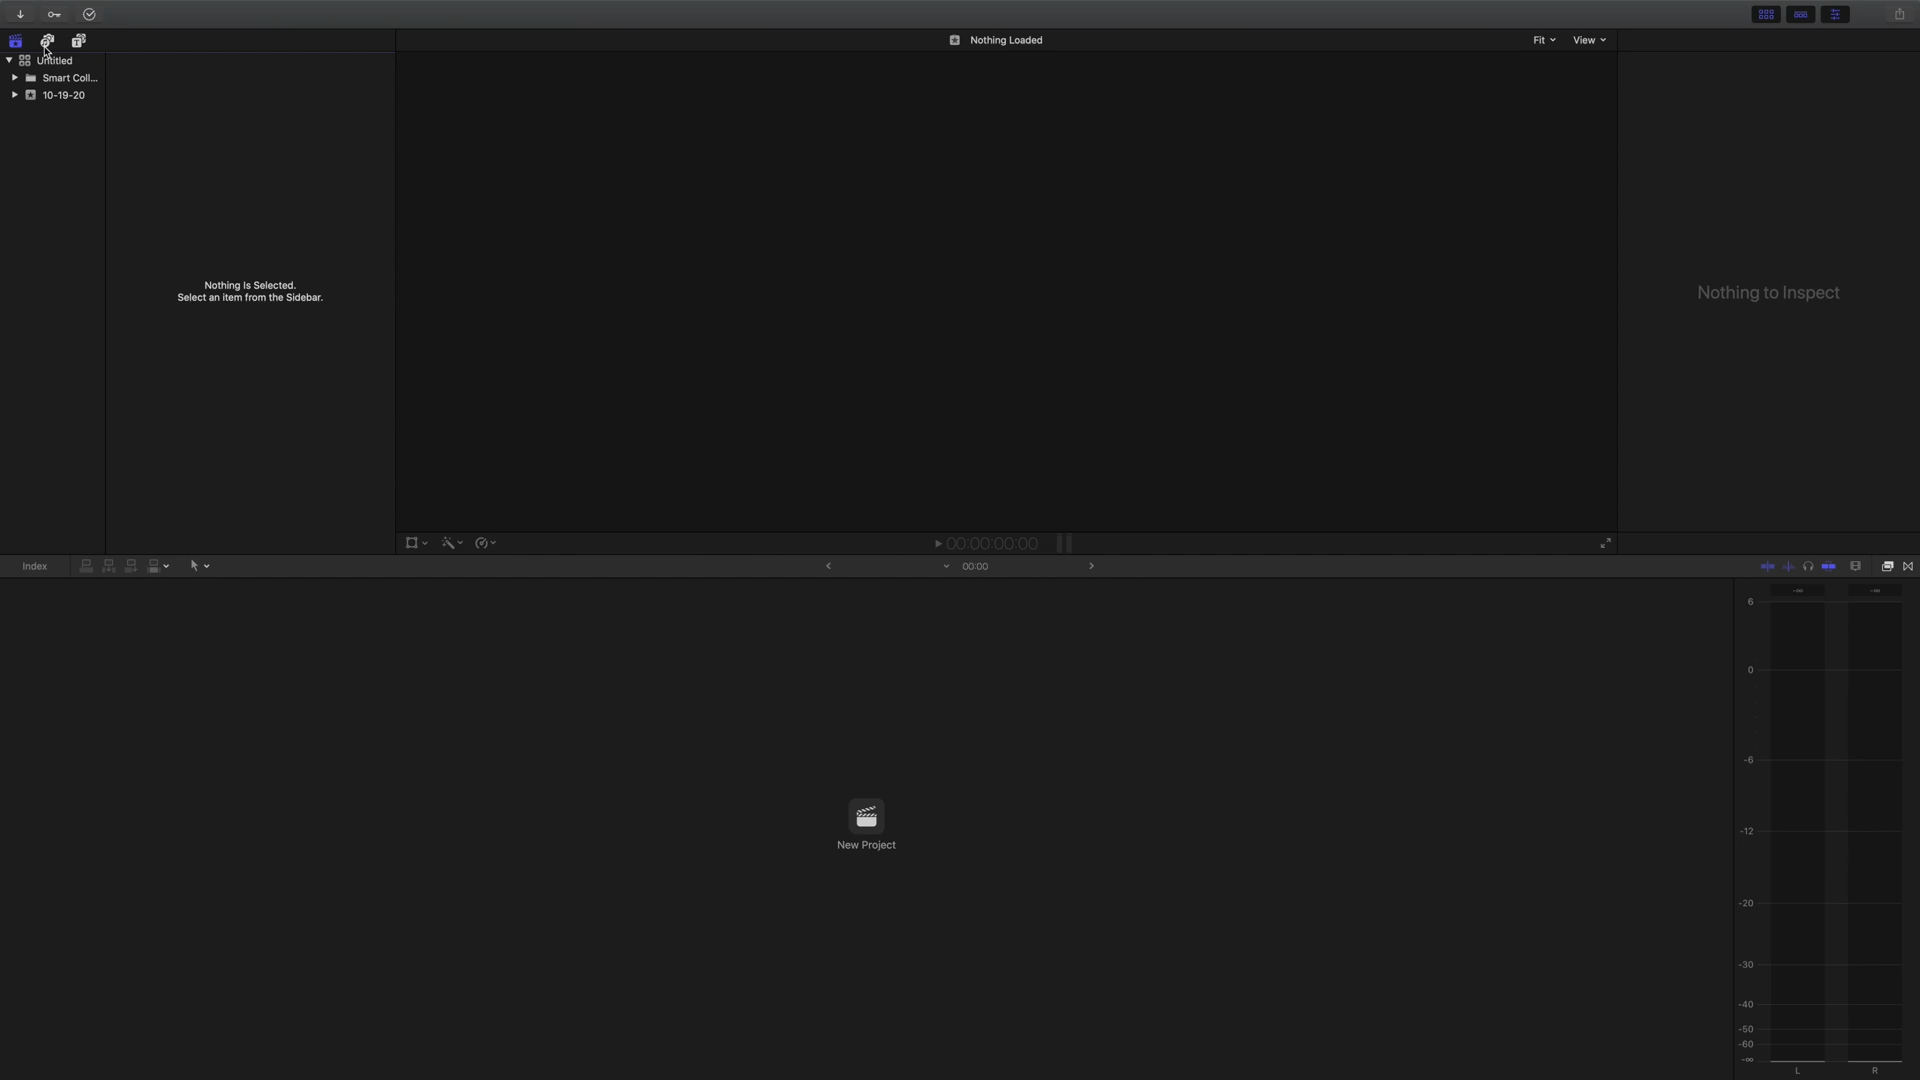 Nothing Loaded
Fit
View
Untitled
Smart Coll...
10-19-20
Nothing Is Selected.
Select an item from the Sidebar.
Nothing to Inspect
00:00:00:00
Index
00:00
-∞ -∞
6
0
-6
-12
-20
-30
-40
-50
-60
-∞
L R
New Project